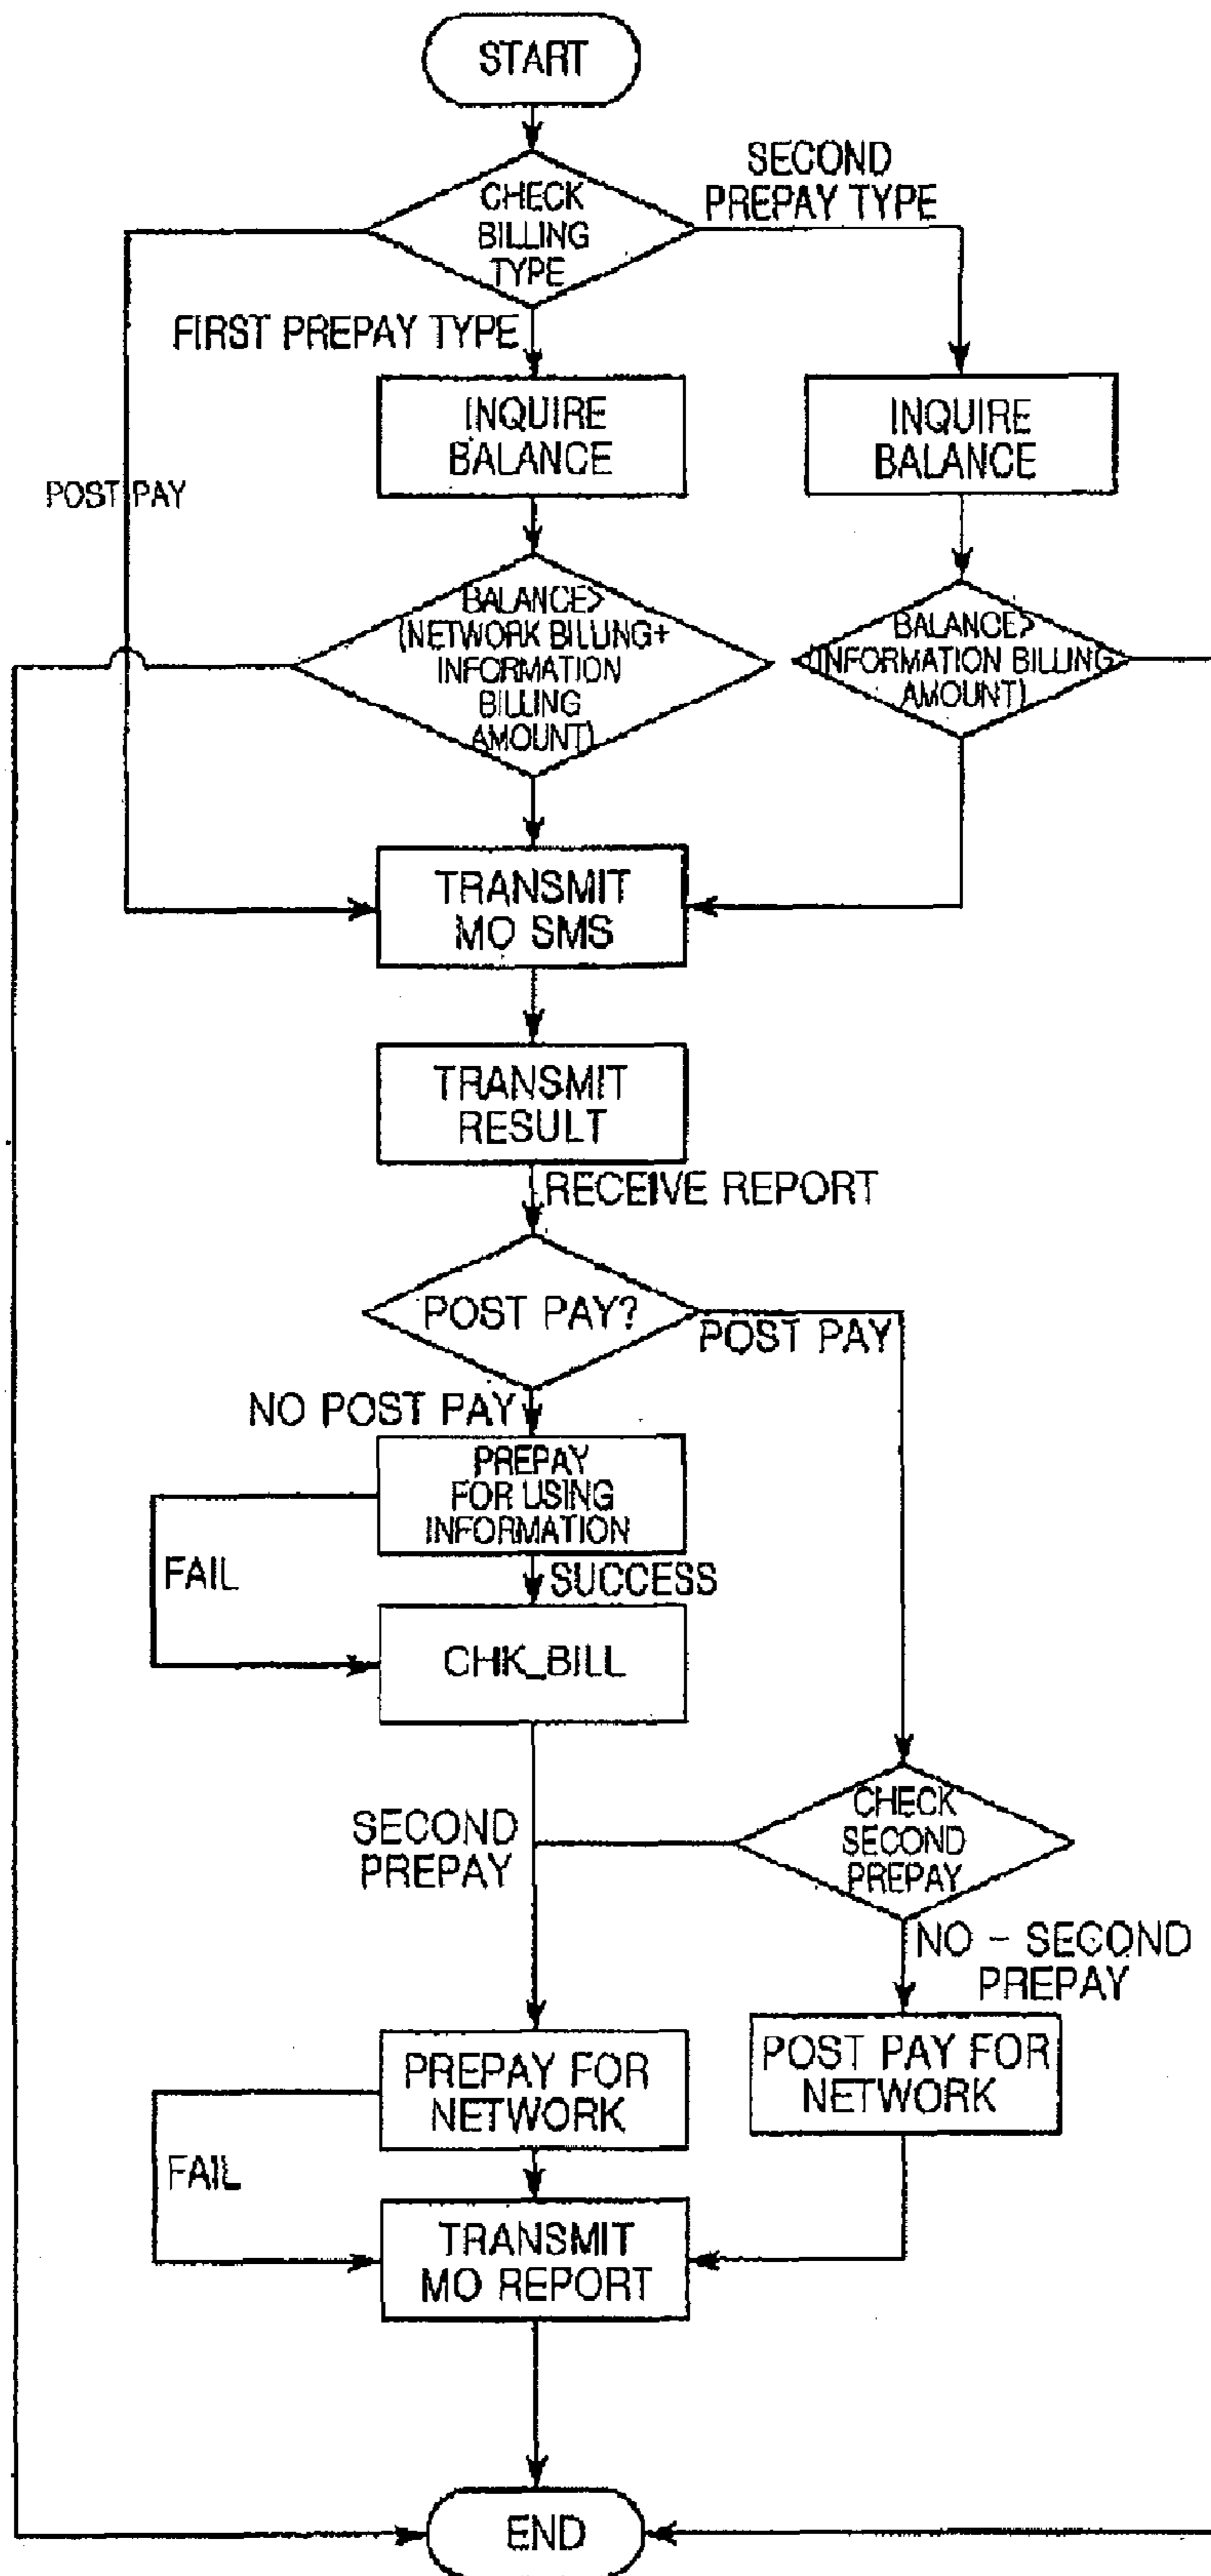 START
CHECK
BILLING
TYPE
SECOND
PREPAY TYPE
FIRST PREPAY TYPE
INQUIRE
BALANCE
INQUIRE
BALANCE
POST PAY
BALANCE>
(NETWORK BILLING+
INFORMATION
BILLING
AMOUNT)
BALANCE>
(INFORMATION BILLING
AMOUNT)
TRANSMIT
MO SMS
TRANSMIT
RESULT
RECEIVE REPORT
POST PAY?
POST PAY
NO POST PAY
PREPAY
FOR USING
INFORMATION
FAIL
SUCCESS
CHK_BILL
SECOND
PREPAY
CHECK
SECOND
PREPAY
NO - SECOND
PREPAY
PREPAY FOR
NETWORK
POST PAY FOR
NETWORK
FAIL
TRANSMIT
MO REPORT
END